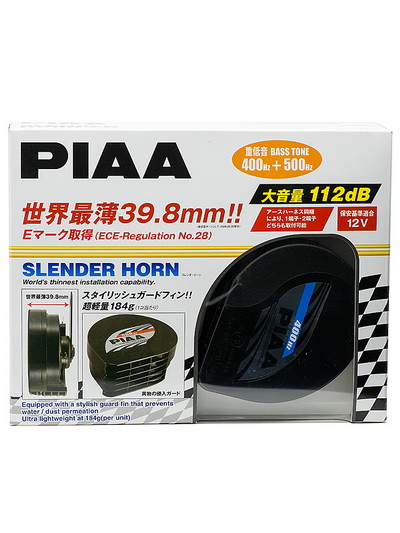 重低音 BASS TONE
400Hz + 500Hz
PIAA
大音量 112dB
世界最薄39.8mm!!
アースハーネス同梱
により、1端子・2端子
どちらも取付可能
保安基準適合
12V
Eマーク取得(ECE-Regulation No.28)
SLENDER HORN
World's thinnest installation capability.
世界最薄39.8mm
スタイリッシュガードフィン!!
超軽量184g(1コ当たり)
400Hz
PIAA
異物の侵入ガード
Equipped with a stylish guard fin that prevents
water / dust permeation
Ultra lightweight at 184g(per unit)